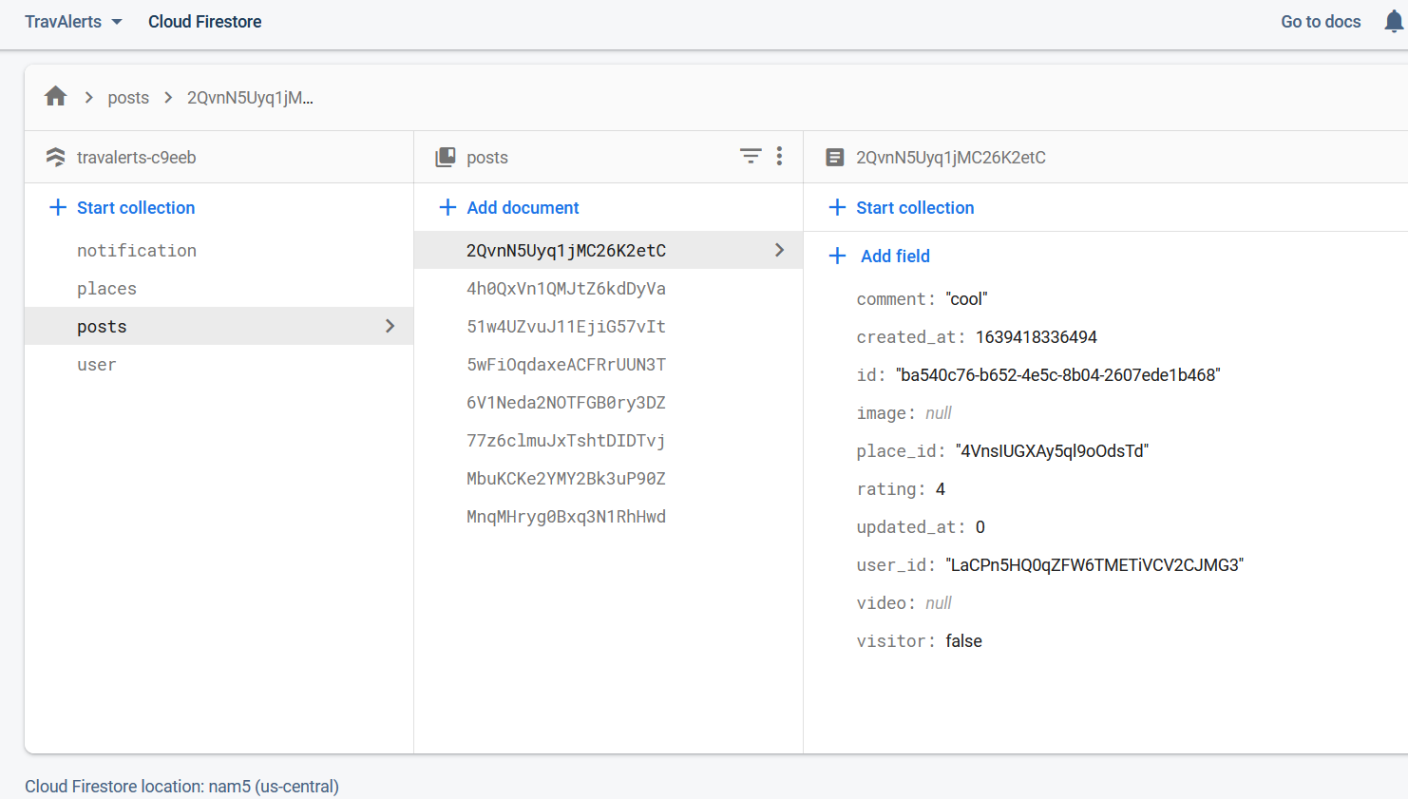 TravAlerts Cloud Firestore Go to docs
posts 2QvnN5Uyq1jM...
travalerts-c9eeb
Start collection
notification
places
posts
user
posts
Add document
2QvnN5Uyq1jMC26K2etC
4h0QxVn1QMJtZ6kdDyVa
51w4UZvuJ11EjiG57vIt
5wFiOqdaxeACFRrUUN3T
6V1Neda2NOTFGB0ry3DZ
77z6clmuJxTshtDIDTvj
MbuKCKe2YMY2Bk3uP90Z
MnqMHryg0Bxq3N1RhHwd
2QvnN5Uyq1jMC26K2etC
Start collection
Add field
comment: "cool"
created_at: 1639418336494
id: "ba540c76-b652-4e5c-8b04-2607ede1b468"
image: null
place_id: "4VnsIUGXAy5ql9oOdsTd"
rating: 4
updated_at: 0
user_id: "LaCPn5HQ0qZFW6TMETiVCV2CJMG3"
video: null
visitor: false
Cloud Firestore location: nam5 (us-central)